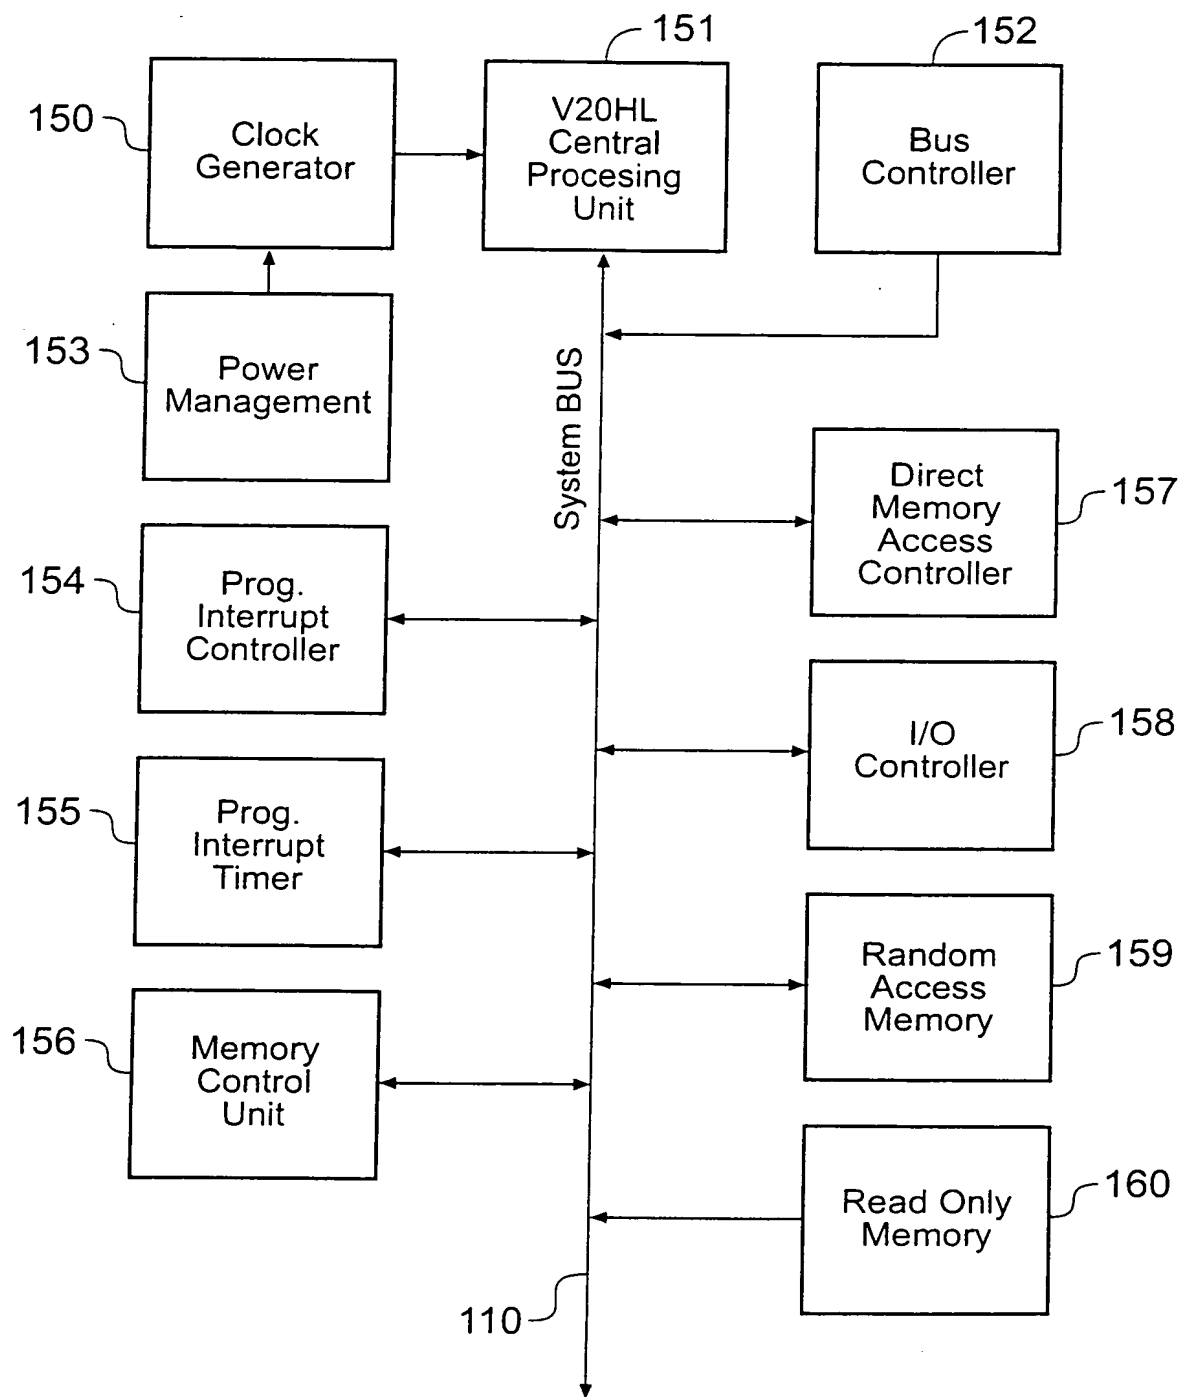 150
Clock
Generator
151
V20HL
Central
Procesing
Unit
152
Bus
Controller
153
Power
Management
System BUS
154
Prog.
Interrupt
Controller
157
Direct
Memory
Access
Controller
155
Prog.
Interrupt
Timer
158
I/O
Controller
156
Memory
Control
Unit
159
Random
Access
Memory
160
Read Only
Memory
110